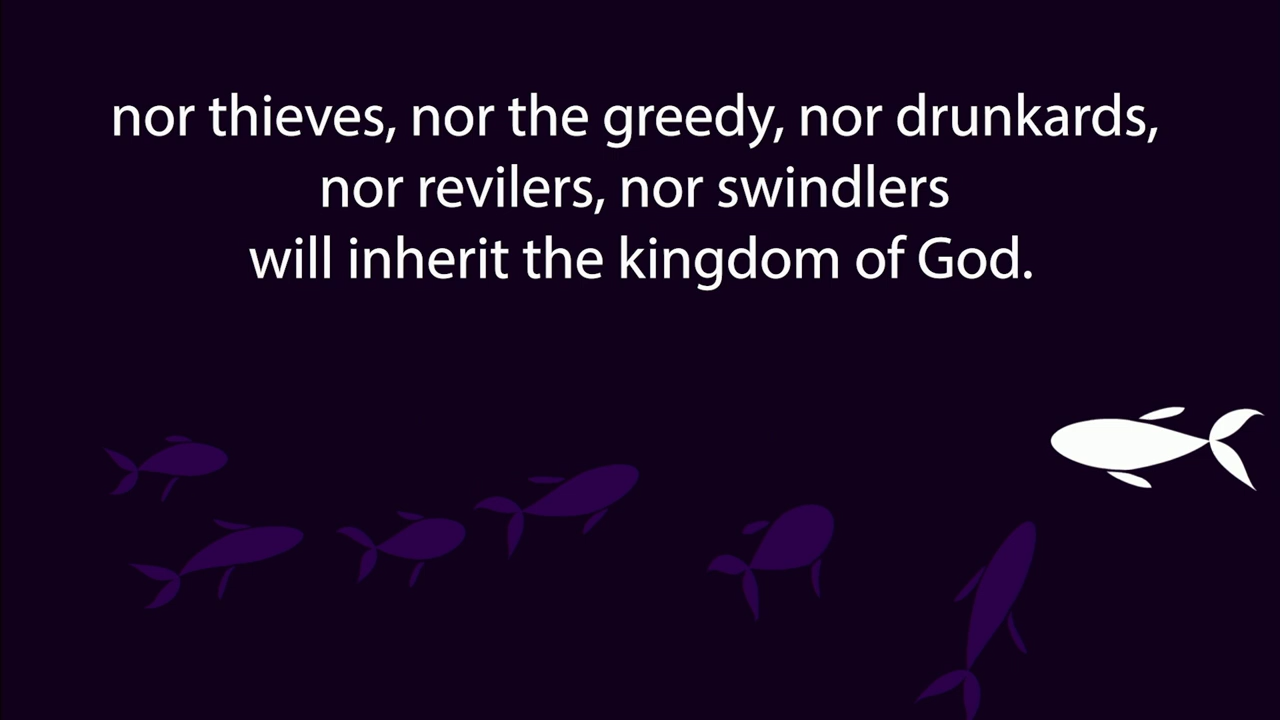 nor thieves, nor the greedy, nor drunkards,
nor revilers, nor swindlers
will inherit the kingdom of God.